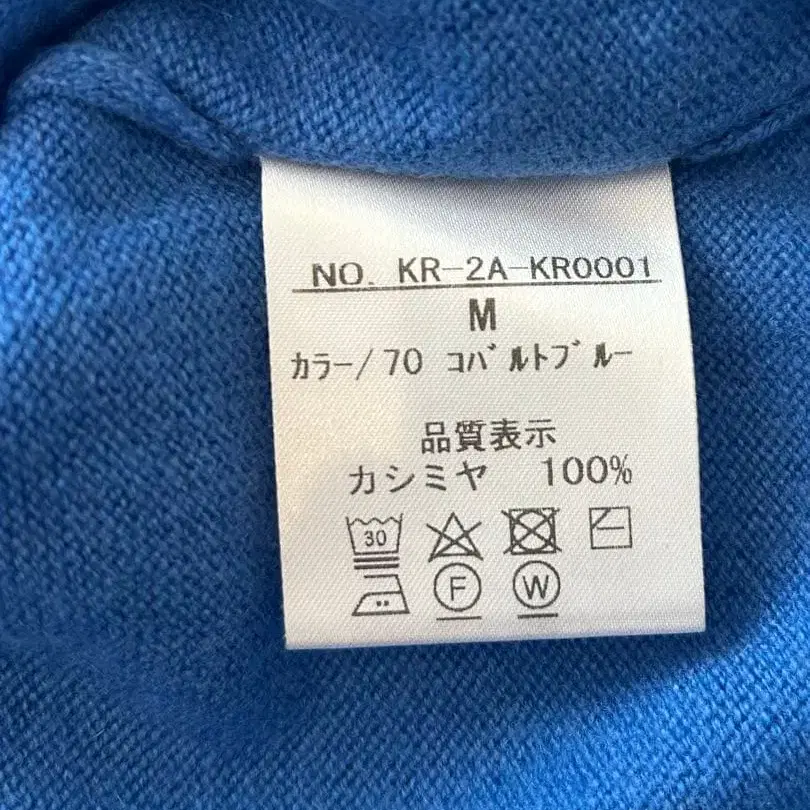 NO. KR-2A-KR0001
M
カラー/70 コバルトブルー
品質表示
カシミヤ 100%
30
F W